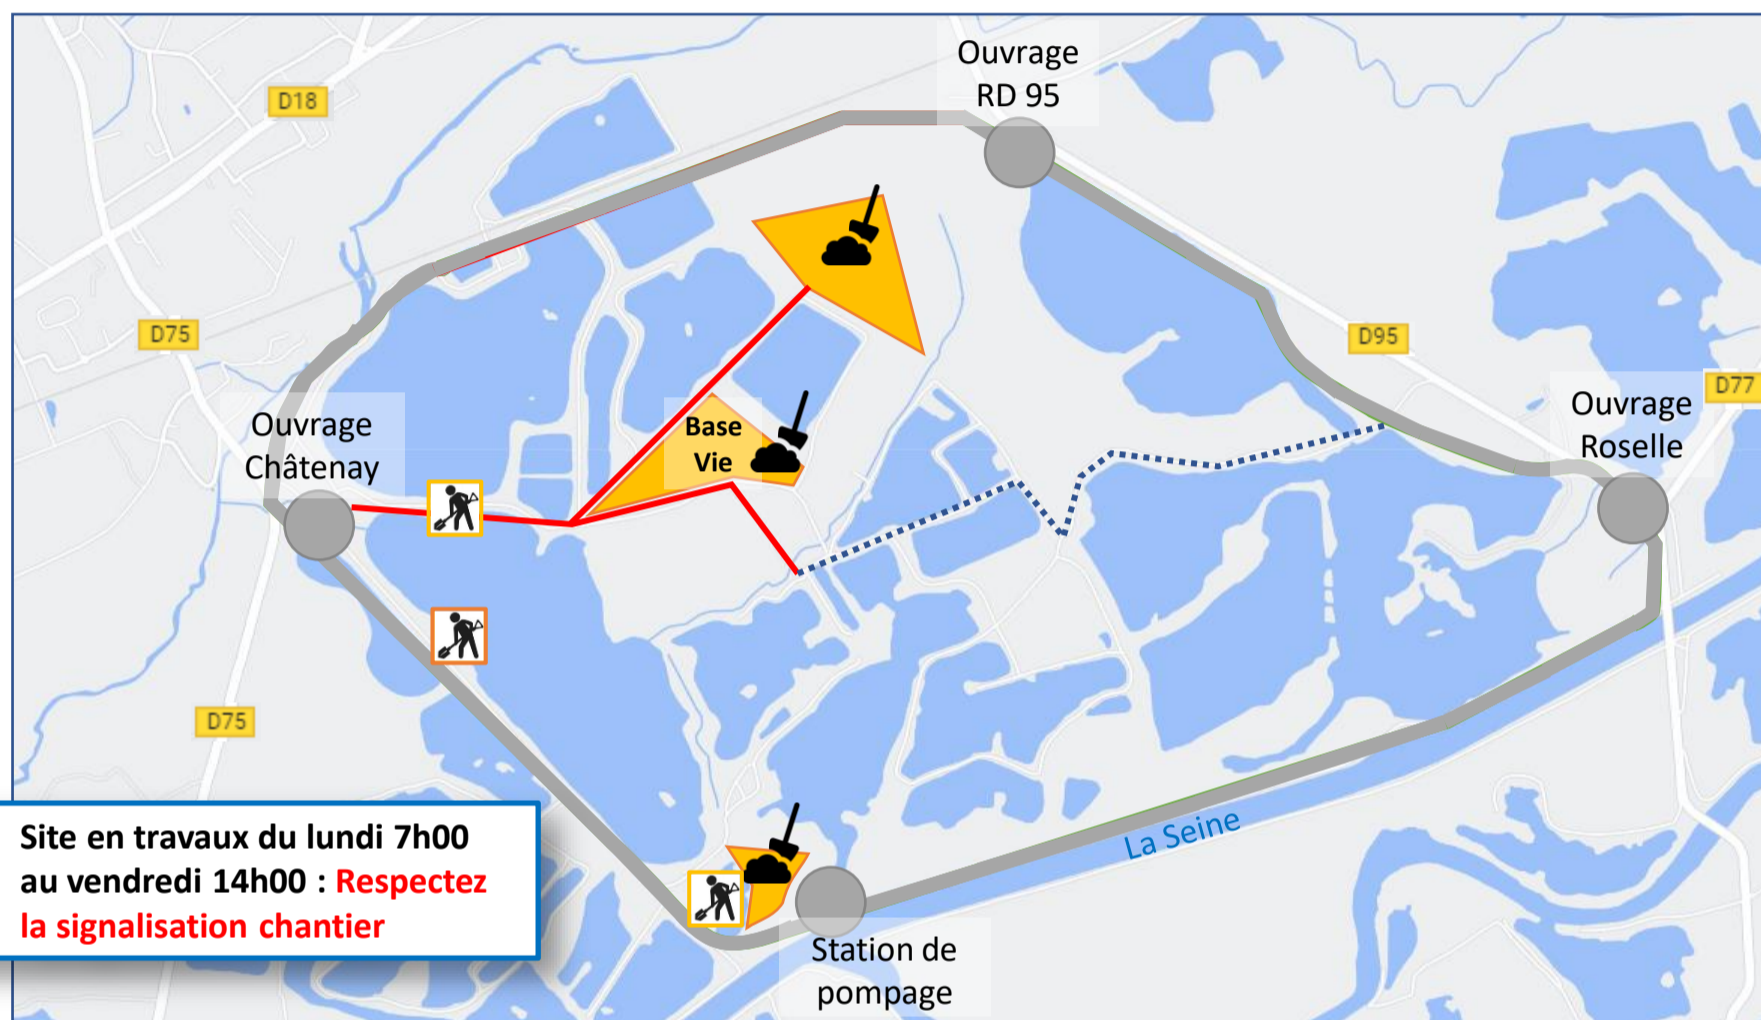 Ouvrage
RD 95
D18
D75
D95
D77
Ouvrage
Roselle
Ouvrage
Châtenay
Base
Vie
D75
La Seine
Site en travaux du lundi 7h00
au vendredi 14h00 : Respectez
la signalisation chantier
Station de
pompage